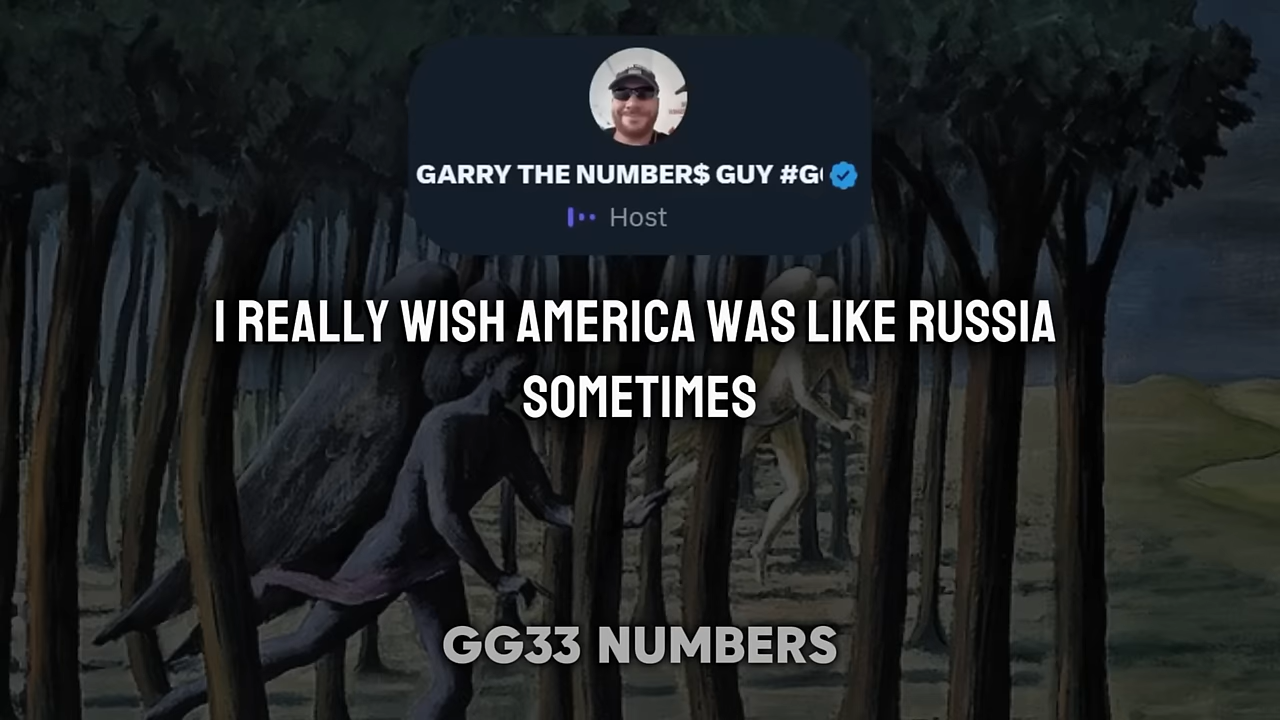 GARRY THE NUMBER$ GUY #G
Host
I REALLY WISH AMERICA WAS LIKE RUSSIA
SOMETIMES
GG33 NUMBERS